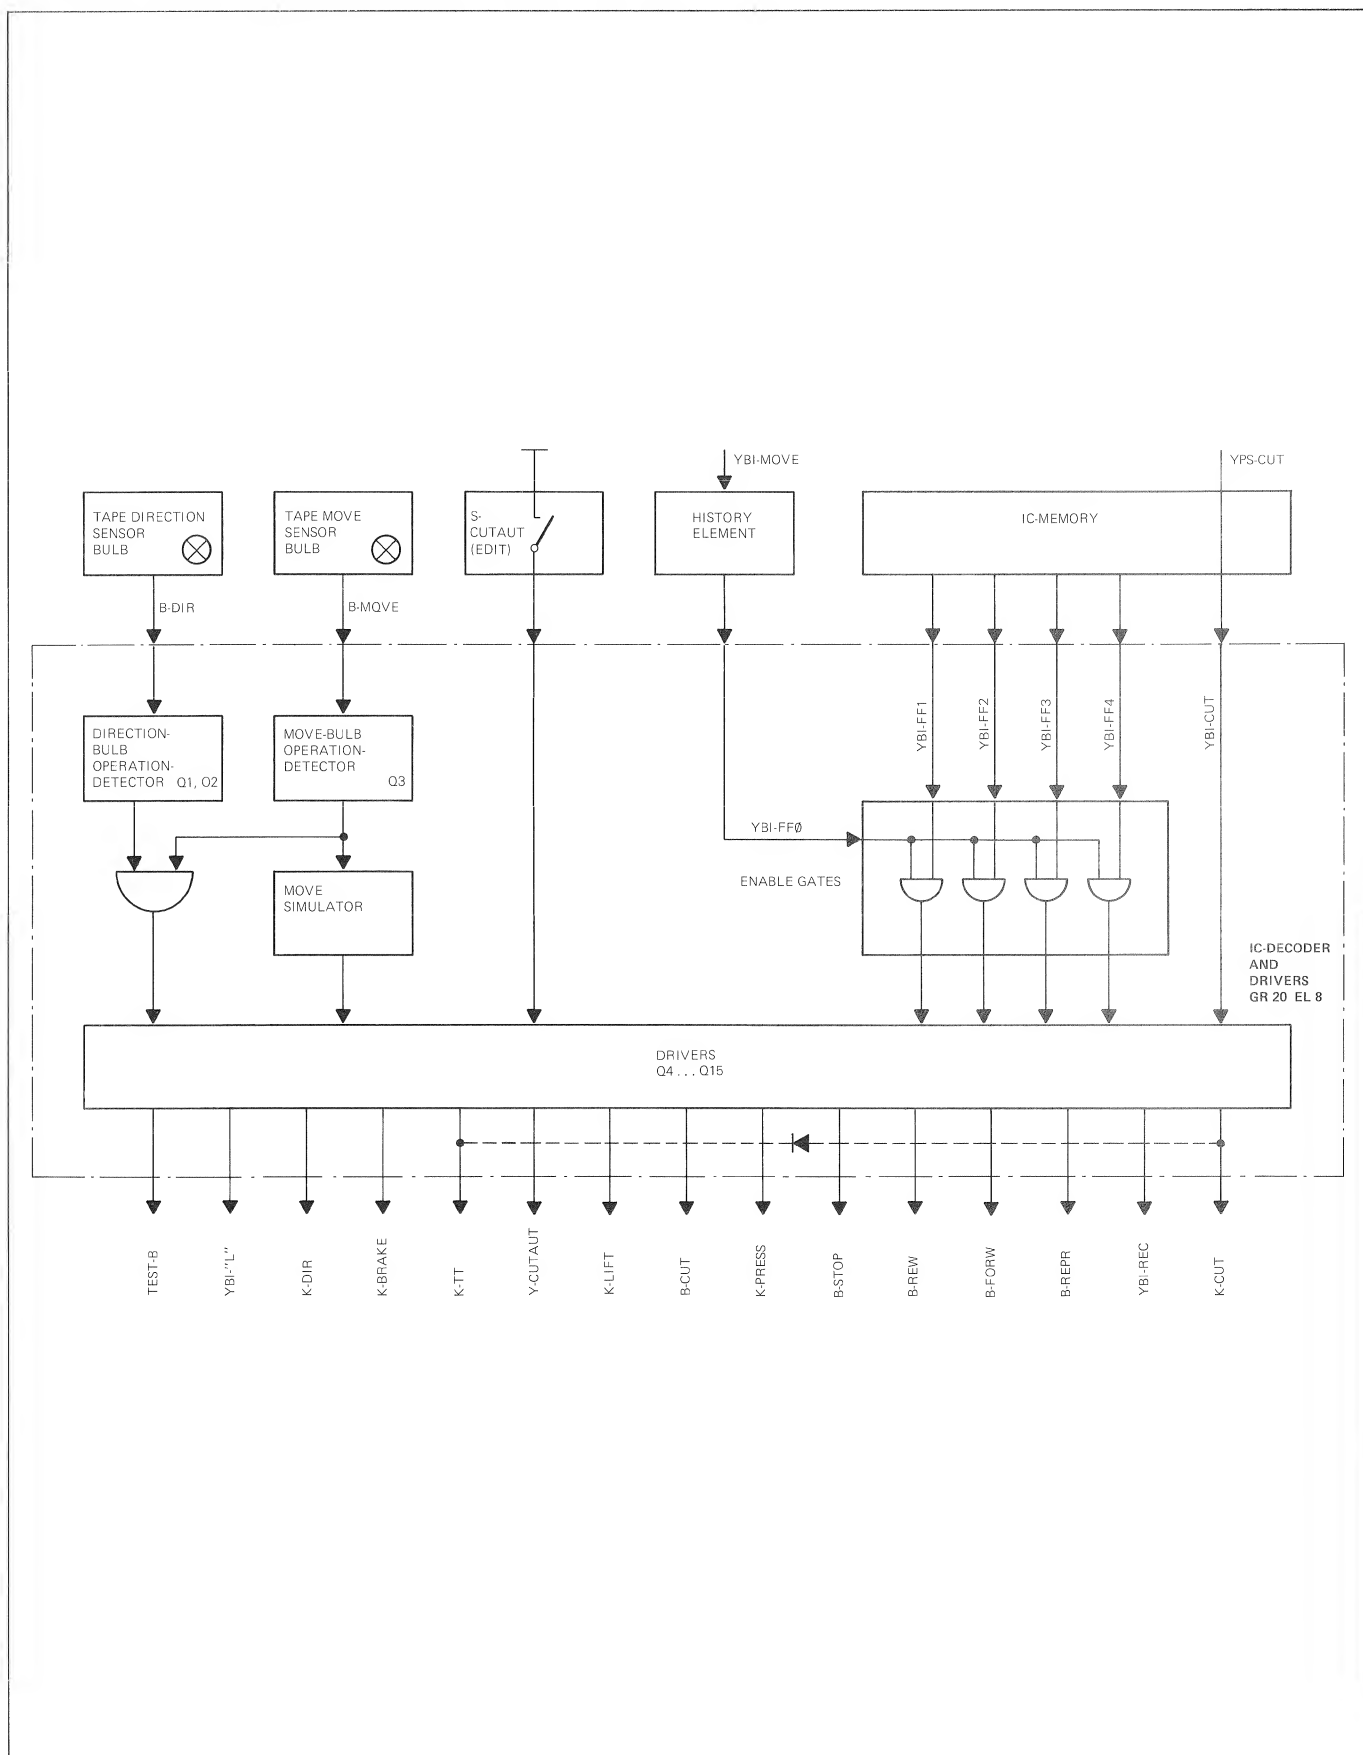 YBI-MOVE
YPS-CUT
TAPE DIRECTION
SENSOR
BULB
TAPE MOVE
SENSOR
BULB
S-
CUTAUT
(EDIT)
HISTORY
ELEMENT
IC-MEMORY
B-DIR
B-MOVE
DIRECTION-
BULB
OPERATION-
DETECTOR Q1, Q2
MOVE-BULB
OPERATION-
DETECTOR
Q3
YBI-FF1
YBI-FF2
YBI-FF3
YBI-FF4
YBI-CUT
YBI-FFØ
ENABLE GATES
MOVE
SIMULATOR
IC-DECODER
AND
DRIVERS
GR 20 EL 8
DRIVERS
Q4 . . . Q15
TEST-B
YBI-"L"
K-DIR
K-BRAKE
K-TT
Y-CUTAUT
K-LIFT
B-CUT
K-PRESS
B-STOP
B-REW
B-FORW
B-REPR
YBI-REC
K-CUT